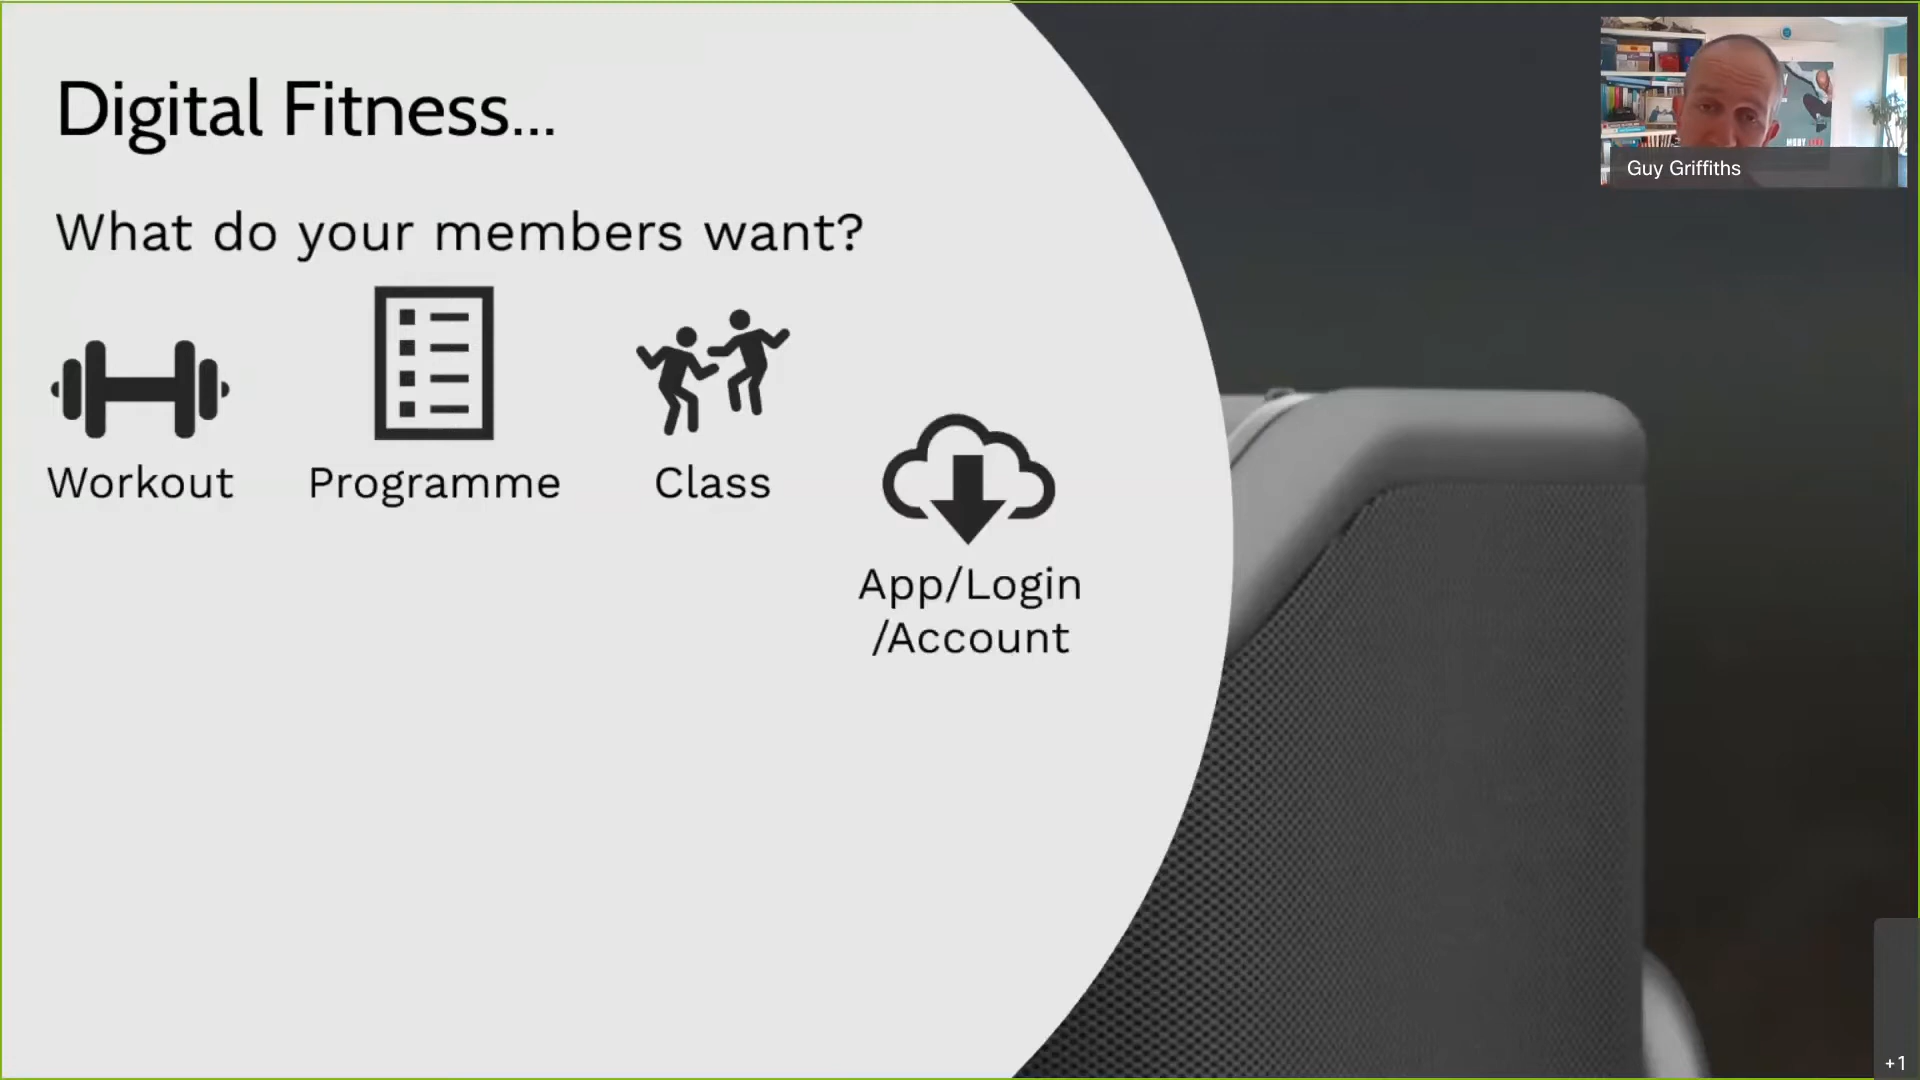 Digital Fitness...
What do your members want?
Workout
Programme
Class
App/Login
/Account
Guy Griffiths
+1